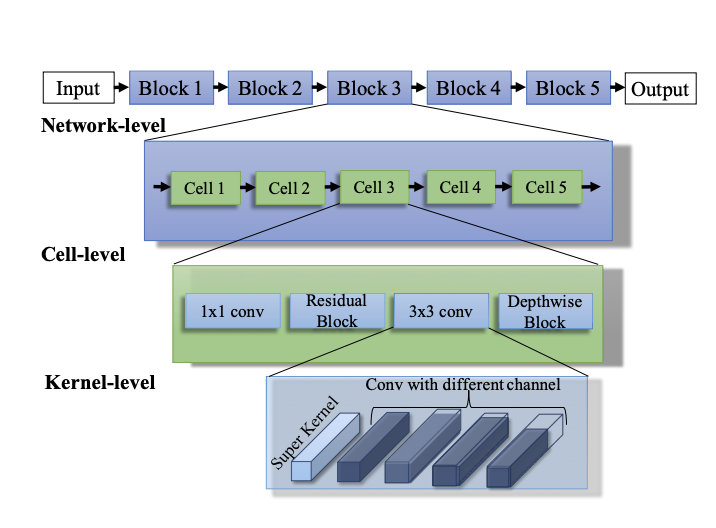 Input
Block 1
Block 2
Block 3
Block 4
Block 5
Output
Network-level
Cell 1
Cell 2
Cell 3
Cell 4
Cell 5
Cell-level
1x1 conv
Residual
Block
3x3 conv
Depthwise
Block
Kernel-level
Conv with different channel
Super Kernel